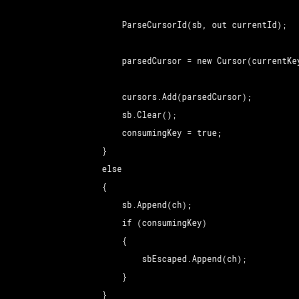 ParseCursorId(sb, out currentId);
parsedCursor = new Cursor(currentKey
cursors.Add(parsedCursor);
sb.Clear();
consumingKey = true;
}
else
{
sb.Append(ch);
if (consumingKey)
{
sbEscaped.Append(ch);
}
}